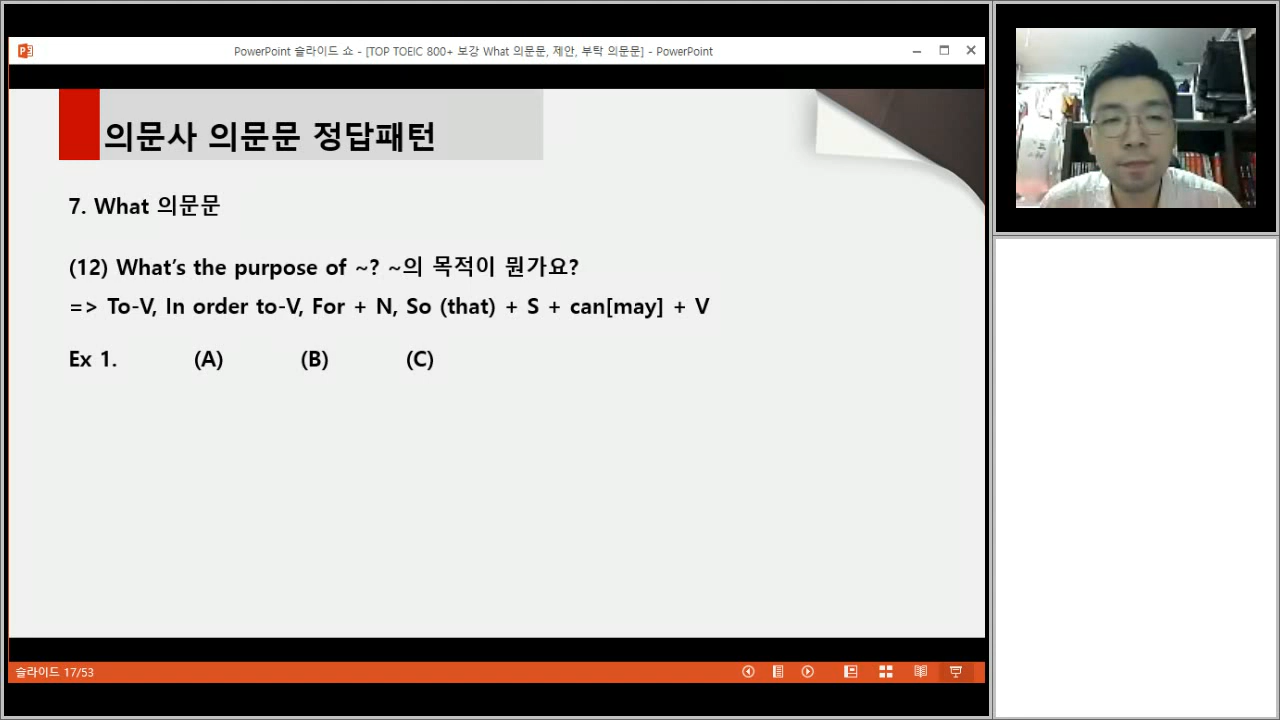 PowerPoint 슬라이드 쇼 - [TOP TOEIC 800+ 보강 What 의문문, 제안, 부탁 의문문] - PowerPoint
의문사 의문문 정답패턴
7. What 의문문
(12) What’s the purpose of ~? ~의 목적이 뭔가요?
=> To-V, In order to-V, For + N, So (that) + S + can[may] + V
Ex 1. (A) (B) (C)
슬라이드 17/53